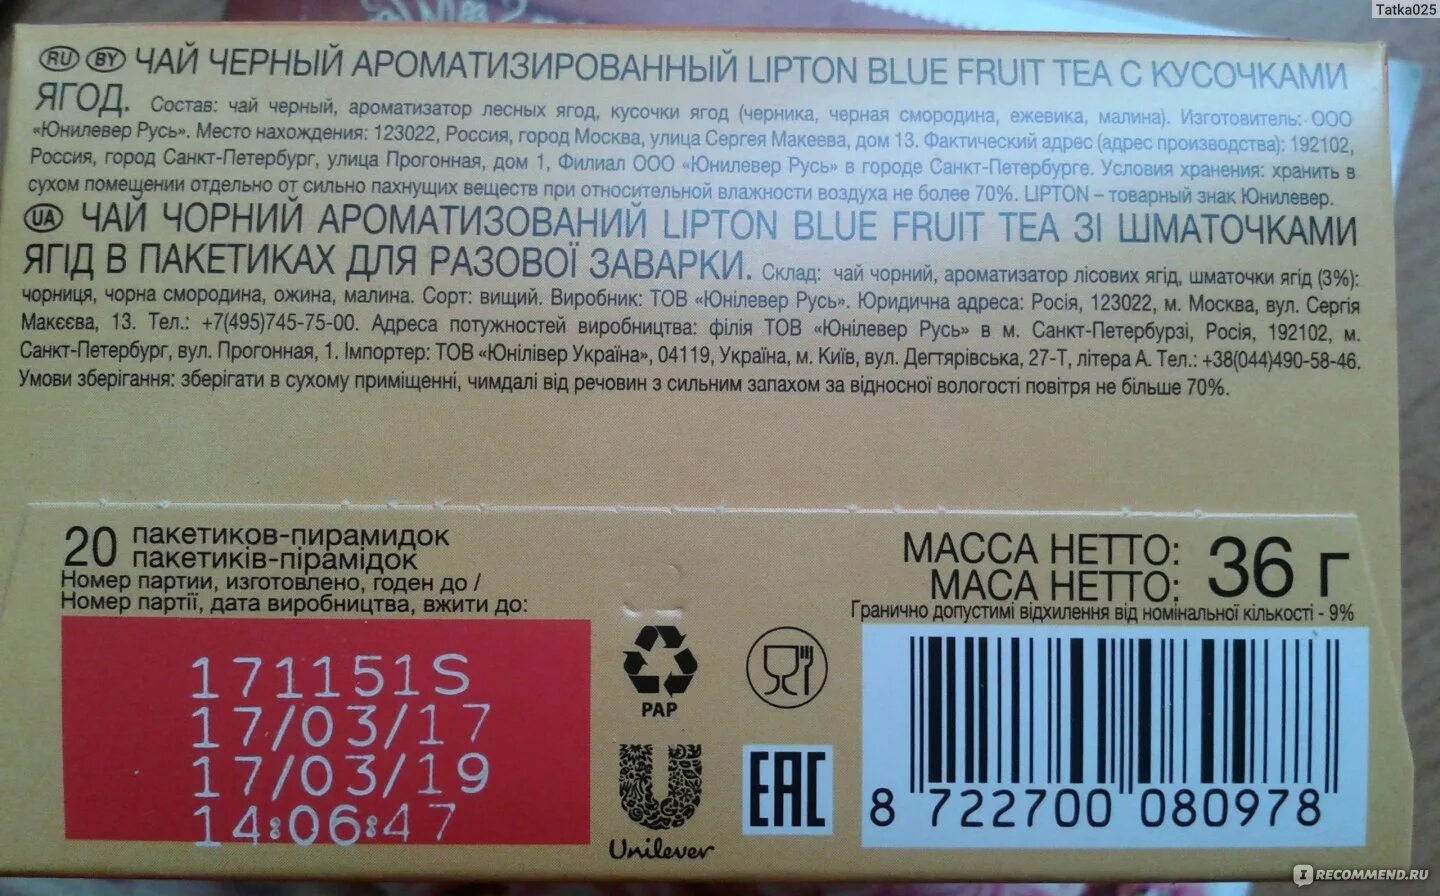 Tatka025
RU BY ЧАЙ ЧЕРНЫЙ АРОМАТИЗИРОВАННЫЙ LIPTON BLUE FRUIT TEA С КУСОЧКАМИ
ЯГОД. Состав: чай черный, ароматизатор лесных ягод, кусочки ягод (черника, черная смородина, ежевика, малина). Изготовитель: ООО
«Юнилевер Русь». Место нахождения: 123022, Россия, город Москва, улица Сергея Макеева, дом 13. Фактический адрес (адрес производства): 192102,
Россия, город Санкт-Петербург, улица Прогонная, дом 1, Филиал ООО «Юнилевер Русь» в городе Санкт-Петербурге. Условия хранения: хранить в
сухом помещении отдельно от сильно пахнущих веществ при относительной влажности воздуха не более 70%. LIPTON – товарный знак Юнилевер.
UA ЧАЙ ЧОРНИЙ АРОМАТИЗОВАНИЙ LIPTON BLUE FRUIT TEA ЗІ ШМАТОЧКАМИ
ЯГІД В ПАКЕТИКАХ ДЛЯ РАЗОВОЇ ЗАВАРКИ. Склад: чай чорний, ароматизатор лісових ягід, шматочки ягід (3%):
чорниця, чорна смородина, ожина, малина. Сорт: вищий. Виробник: ТОВ «Юнілевер Русь». Юридична адреса: Росія, 123022, м. Москва, вул. Сергія
Макєєва, 13. Тел.: +7(495)745-75-00. Адреса потужностей виробництва: філія ТОВ «Юнілевер Русь» в м. Санкт-Петербурзі, Росія, 192102, м.
Санкт-Петербург, вул. Прогонная, 1. Імпортер: ТОВ «Юнілівер Україна», 04119, Україна, м. Київ, вул. Дегтярівська, 27-Т, літера А. Тел.: +38(044)490-58-46.
Умови зберігання: зберігати в сухому приміщенні, чимдалі від речовин з сильним запахом за відносної вологості повітря не більше 70%.
20 пакетиков-пирамидок
пакетиків-пірамідок
Номер партии, изготовлено, годен до /
Номер партії, дата виробництва, вжити до:
171151S
17/03/17
17/03/19
14:06:47
PAP
Unilever
EAC
МАССА НЕТТО: 36 г
МАСА НЕТТО:
Гранично допустимі відхилення від номінальної кількості - 9%
8 722700 080978
I RECOMMEND.RU